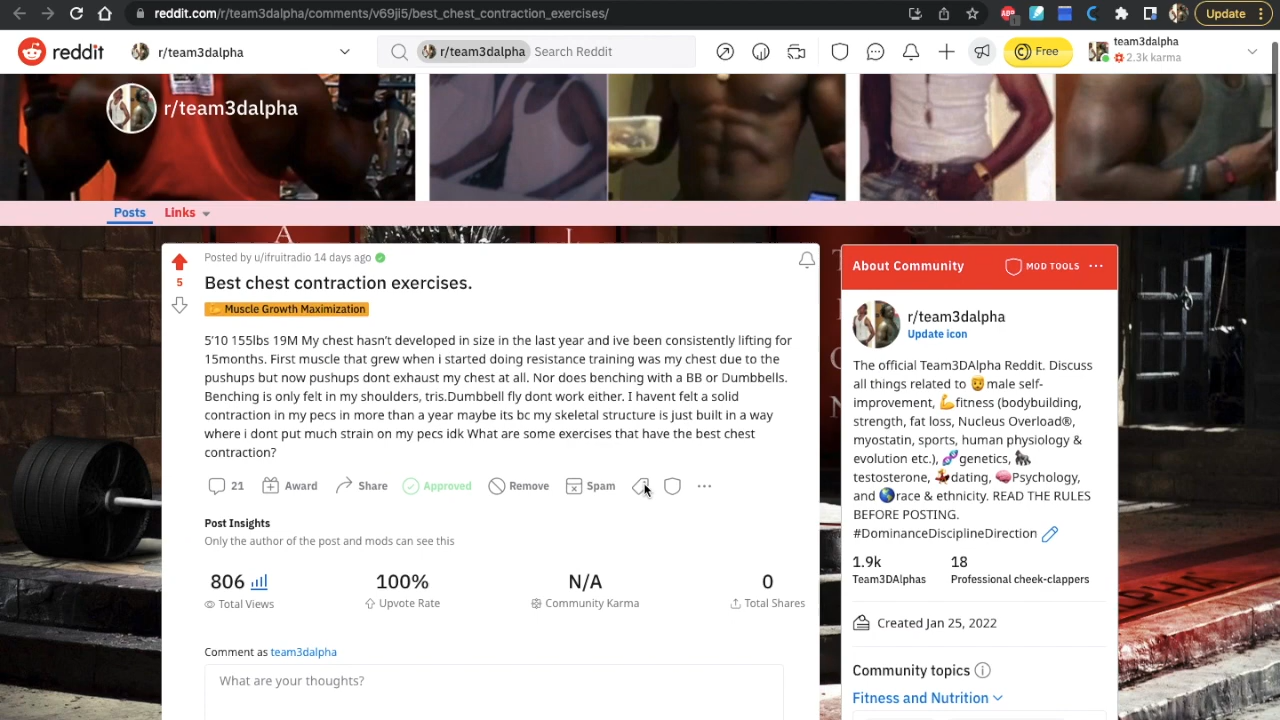 reddit.com/r/team3dalpha/comments/v69ji5/best_chest_contraction_exercises/
ABP
1
Update
reddit
r/team3dalpha
r/team3dalpha
Search Reddit
Free
team3dalpha
2.3k karma
r/team3dalpha
Posts
Links
Posted by u/ifruitradio 14 days ago
5
Best chest contraction exercises.
Muscle Growth Maximization
5'10 155lbs 19M My chest hasn't developed in size in the last year and ive been consistently lifting for
15months. First muscle that grew when i started doing resistance training was my chest due to the
pushups but now pushups dont exhaust my chest at all. Nor does benching with a BB or Dumbbells.
Benching is only felt in my shoulders, tris.Dumbbell fly dont work either. I havent felt a solid
contraction in my pecs in more than a year maybe its bc my skeletal structure is just built in a way
where i dont put much strain on my pecs idk What are some exercises that have the best chest
contraction?
21
Award
Share
Approved
Remove
Spam
Post Insights
Only the author of the post and mods can see this
806
Total Views
100%
Upvote Rate
N/A
Community Karma
0
Total Shares
Comment as team3dalpha
What are your thoughts?
About Community
MOD TOOLS
r/team3dalpha
Update icon
The official Team3DAlpha Reddit. Discuss
all things related to 🦁male self-
improvement, 💪fitness (bodybuilding,
strength, fat loss, Nucleus Overload®,
myostatin, sports, human physiology &
evolution etc.), 🧬genetics, 🦍
testosterone, 💃dating, 🧠Psychology,
and 🌎race & ethnicity. READ THE RULES
BEFORE POSTING.
#DominanceDisciplineDirection
1.9k
Team3DAlphas
18
Professional cheek-clappers
Created Jan 25, 2022
Community topics
Fitness and Nutrition